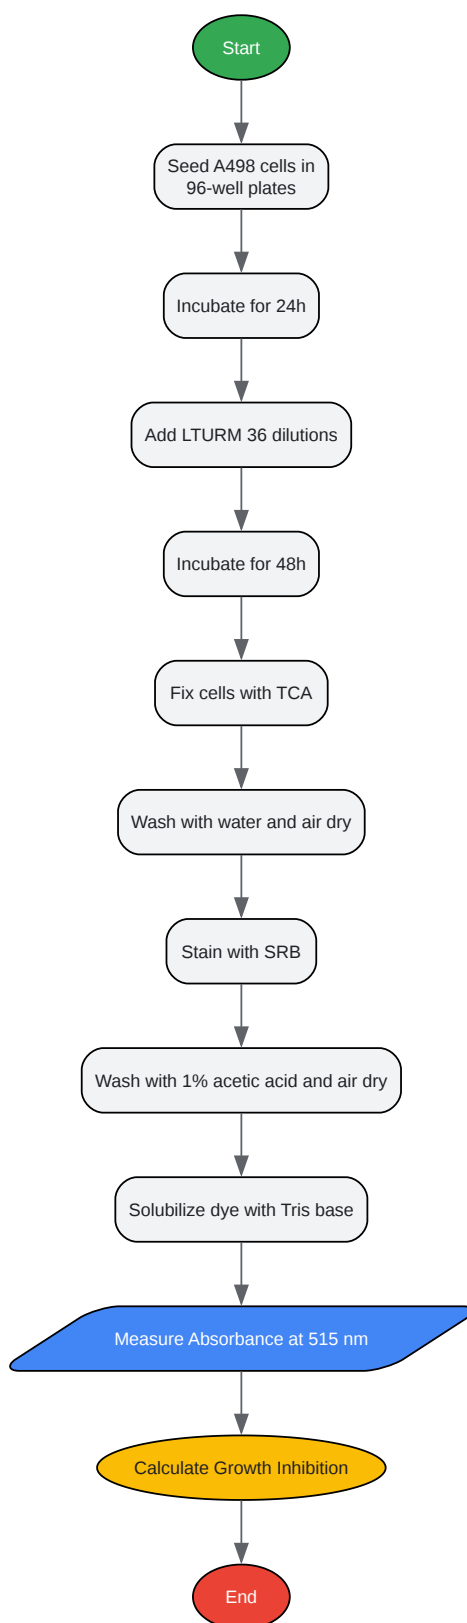 Start
Seed A498 cells in
96-well plates
Incubate for 24h
Add LTURM 36 dilutions
Incubate for 48h
Fix cells with TCA
Wash with water and air dry
Stain with SRB
Wash with 1% acetic acid and air dry
Solubilize dye with Tris base
Measure Absorbance at 515 nm
Calculate Growth Inhibition
End